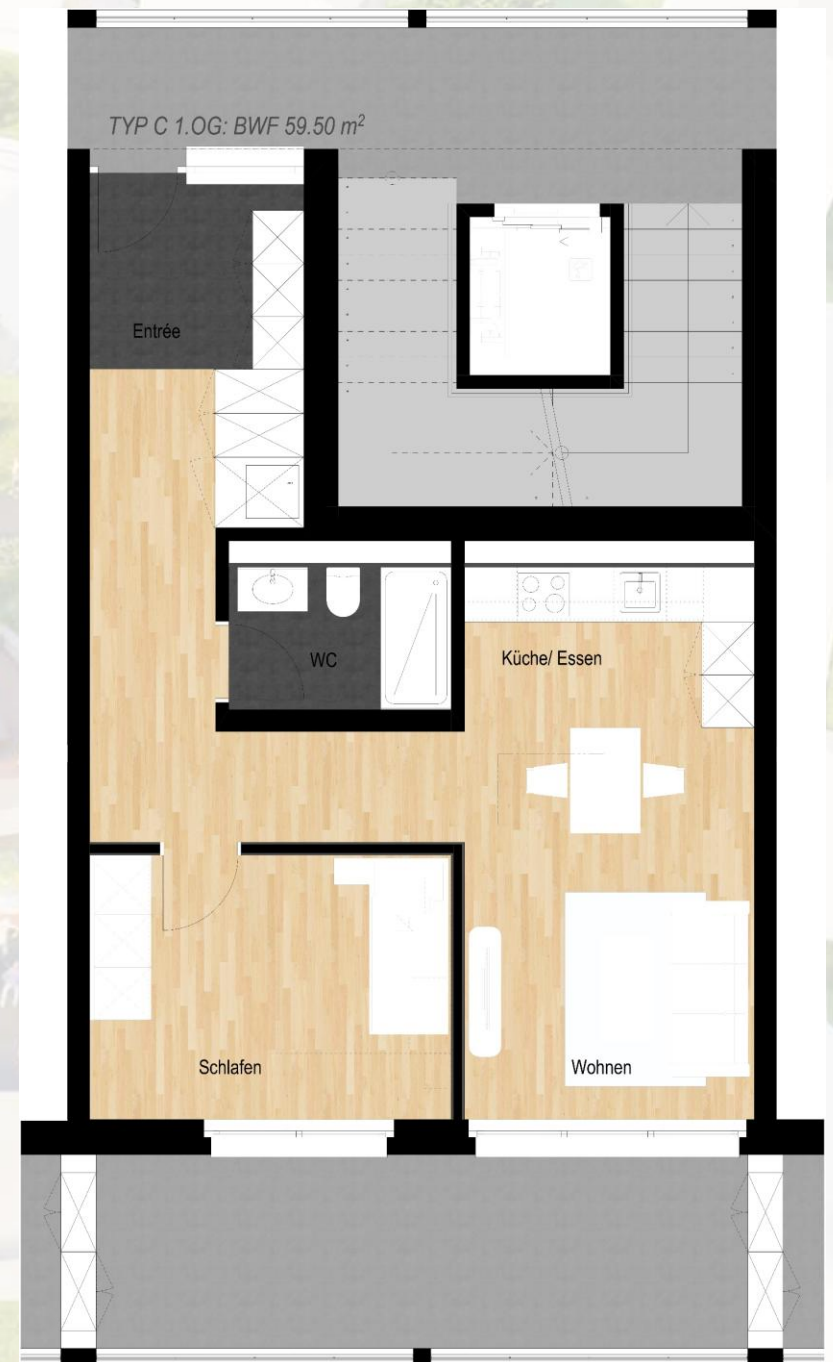 TYP C 1.OG: BWF 59.50 m²
Entrée
WC
Küche/ Essen
Schlafen
Wohnen